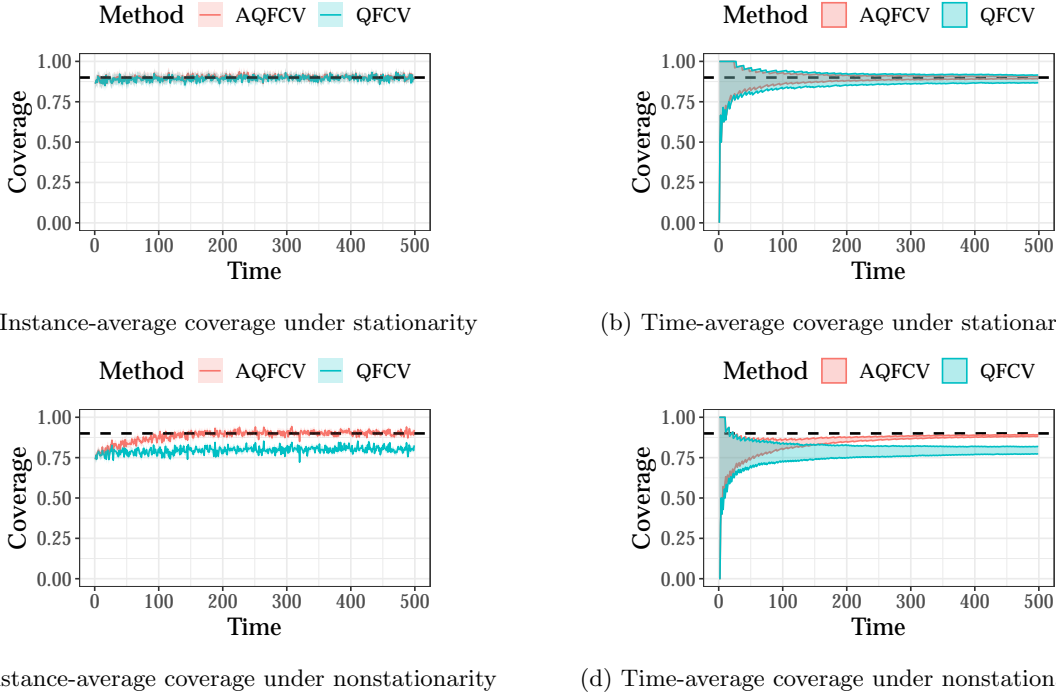 Method AQFCV QFCV
Method AQFCV QFCV
Coverage
1.00
0.75
0.50
0.25
0.00
0 100 200 300 400 500
Time
Coverage
1.00
0.75
0.50
0.25
0.00
0 100 200 300 400 500
Time
Instance-average coverage under stationarity
(b) Time-average coverage under stationar
Method AQFCV QFCV
Method AQFCV QFCV
Coverage
1.00
0.75
0.50
0.25
0.00
0 100 200 300 400 500
Time
Coverage
1.00
0.75
0.50
0.25
0.00
0 100 200 300 400 500
Time
stance-average coverage under nonstationarity
(d) Time-average coverage under nonstation